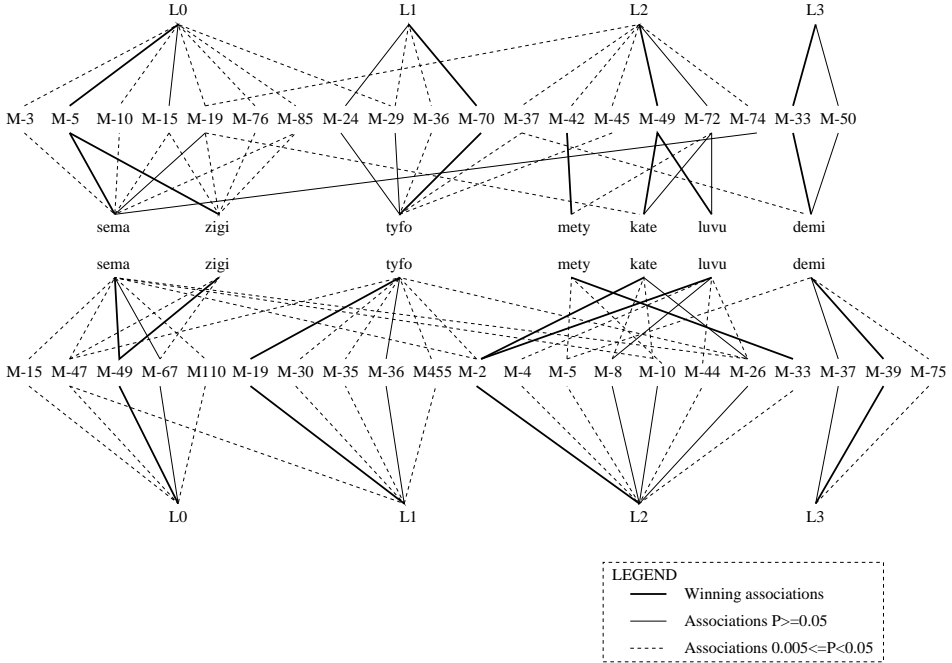 L0 L1 L2 L3
M-3 M-5 M-10 M-15 M-19 M-76 M-85 M-24 M-29 M-36 M-70 M-37 M-42 M-45 M-49 M-72 M-74 M-33 M-50
sema zigi tyfo mety kate luvu demi
sema zigi tyfo mety kate luvu demi
M-15 M-47 M-49 M-67 M110 M-19 M-30 M-35 M-36 M455 M-2 M-4 M-5 M-8 M-10 M-44 M-26 M-33 M-37 M-39 M-75
L0 L1 L2 L3
LEGEND
Winning associations
Associations P>=0.05
Associations 0.005<=P<0.05